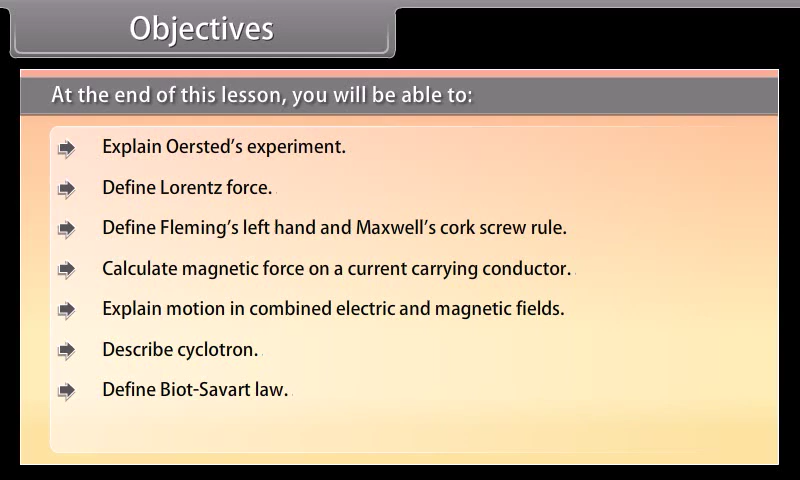 Objectives
At the end of this lesson, you will be able to:
Explain Oersted's experiment.
Define Lorentz force.
Define Fleming's left hand and Maxwell's cork screw rule.
Calculate magnetic force on a current carrying conductor.
Explain motion in combined electric and magnetic fields.
Describe cyclotron.
Define Biot-Savart law.